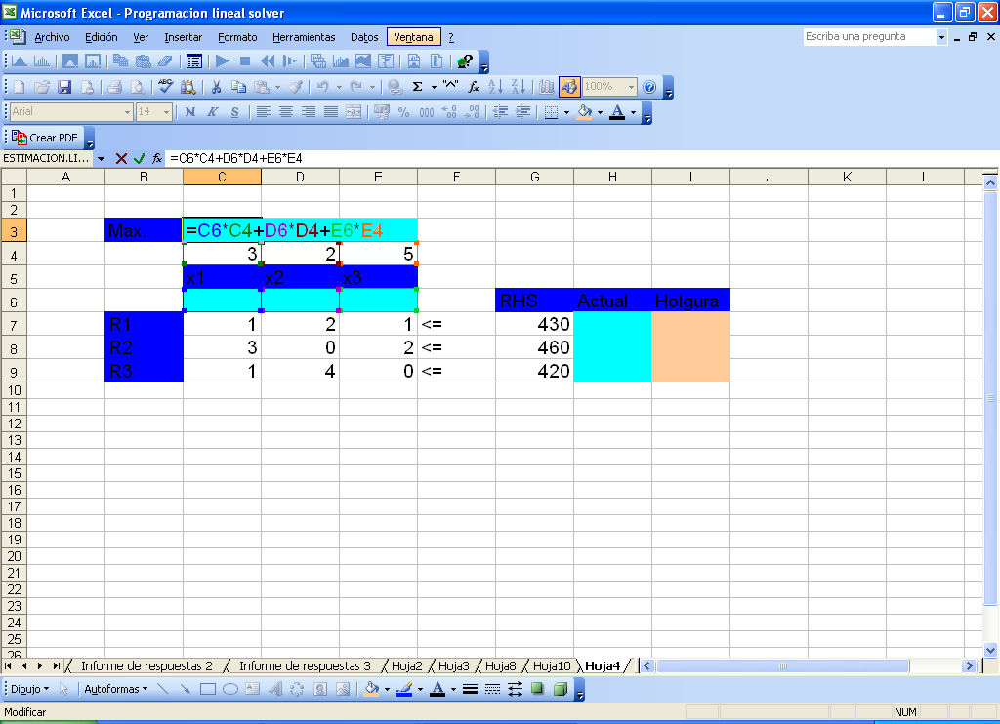 Microsoft Excel - Programacion lineal solver
Archivo Edición Ver Insertar Formato Herramientas Datos Ventana ? Escriba una pregunta
100%
Arial 14 N K S % 000
Crear PDF
ESTIMACION.LI... fx =C6*C4+D6*D4+E6*E4
A B C D E F G H I J K L
1
2
3 Max. =C6*C4+D6*D4+E6*E4
4 3 2 5
5 x1 x2 x3
6 RHS Actual Holgura
7 R1 1 2 1 <= 430
8 R2 3 0 2 <= 460
9 R3 1 4 0 <= 420
10
11
12
13
14
15
16
17
18
19
20
21
22
23
24
25
26
Informe de respuestas 2 Informe de respuestas 3 Hoja2 Hoja3 Hoja8 Hoja10 Hoja4
Dibujo Autoformas
Modificar NUM